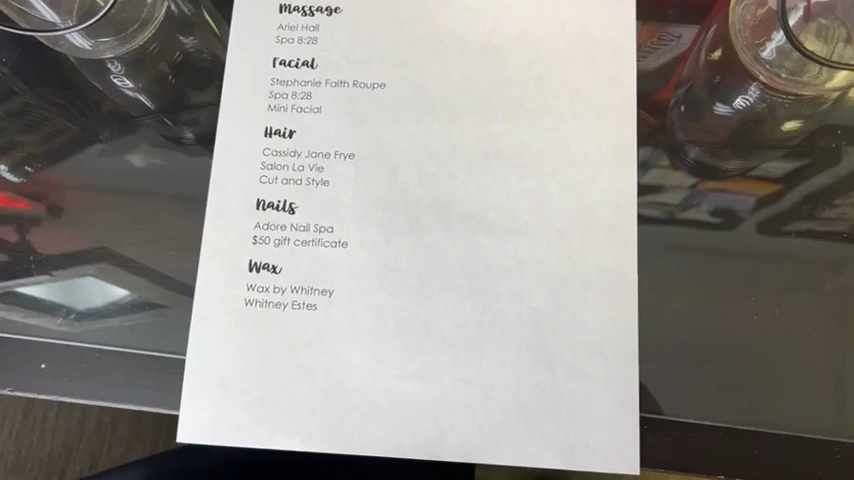 Massage
Ariel Hall
Spa 8:28
Facial
Stephanie Faith Roupe
Spa 8:28
Mini Facial
Hair
Cassidy Jane Frye
Salon La Vie
Cut and Style
Nails
Adore Nail Spa
$50 gift certificate
Wax
Wax by Whitney
Whitney Estes